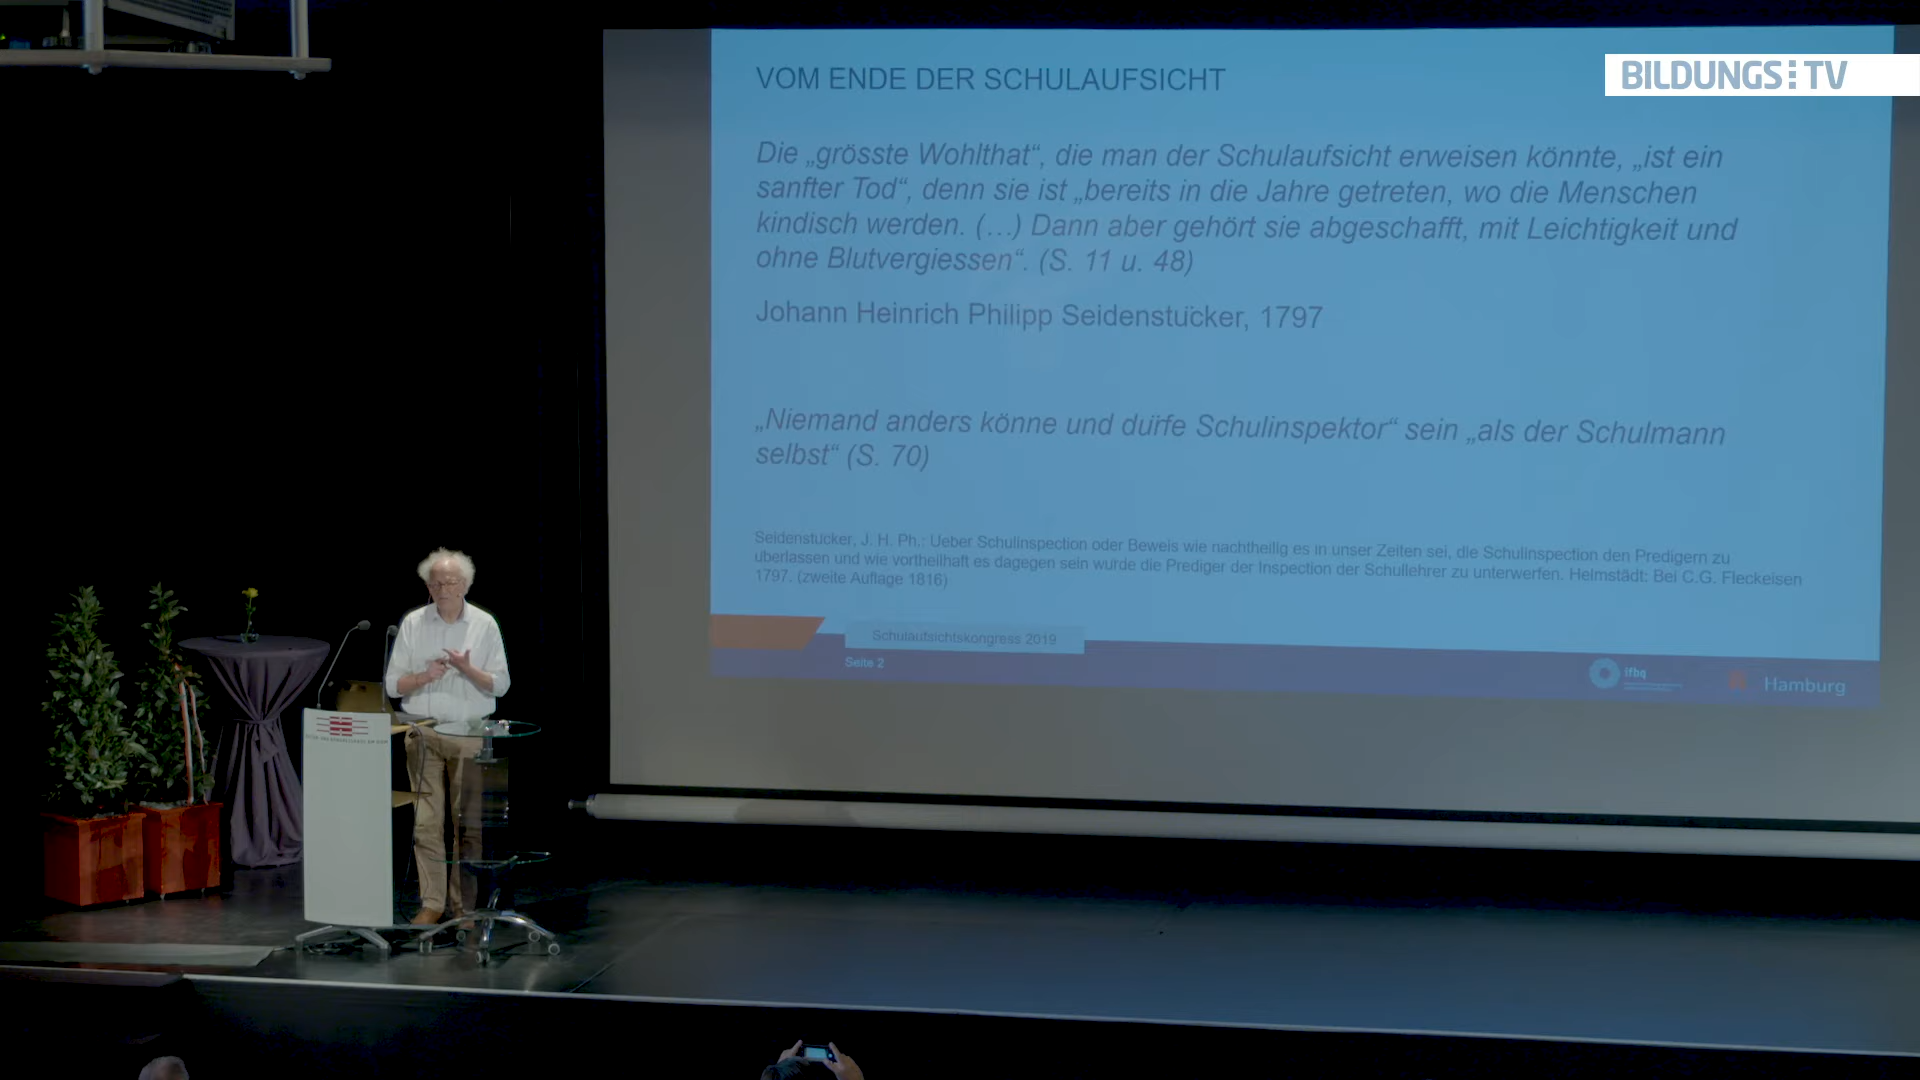 BILDUNGS TV
VOM ENDE DER SCHULAUFSICHT
Die „grösste Wohlthat“, die man der Schulaufsicht erweisen könnte, „ist ein
sanfter Tod“, denn sie ist „bereits in die Jahre getreten, wo die Menschen
kindisch werden. (…) Dann aber gehört sie abgeschafft, mit Leichtigkeit und
ohne Blutvergiessen“. (S. 11 u. 48)
Johann Heinrich Philipp Seidenstücker, 1797
„Niemand anders könne und dürfe Schulinspektor“ sein „als der Schulmann
selbst“ (S. 70)
Seidenstücker, J. H. Ph.: Ueber Schulinspection oder Beweis wie nachtheilig es in unser Zeiten sei, die Schulinspection den Predigern zu
überlassen und wie vortheilhaft es dagegen sein würde die Prediger der Inspection der Schullehrer zu unterwerfen. Helmstädt: Bei C.G. Fleckeisen
1797. (zweite Auflage 1816)
Schulaufsichtskongress 2019
Seite 2
ifbq
Hamburg